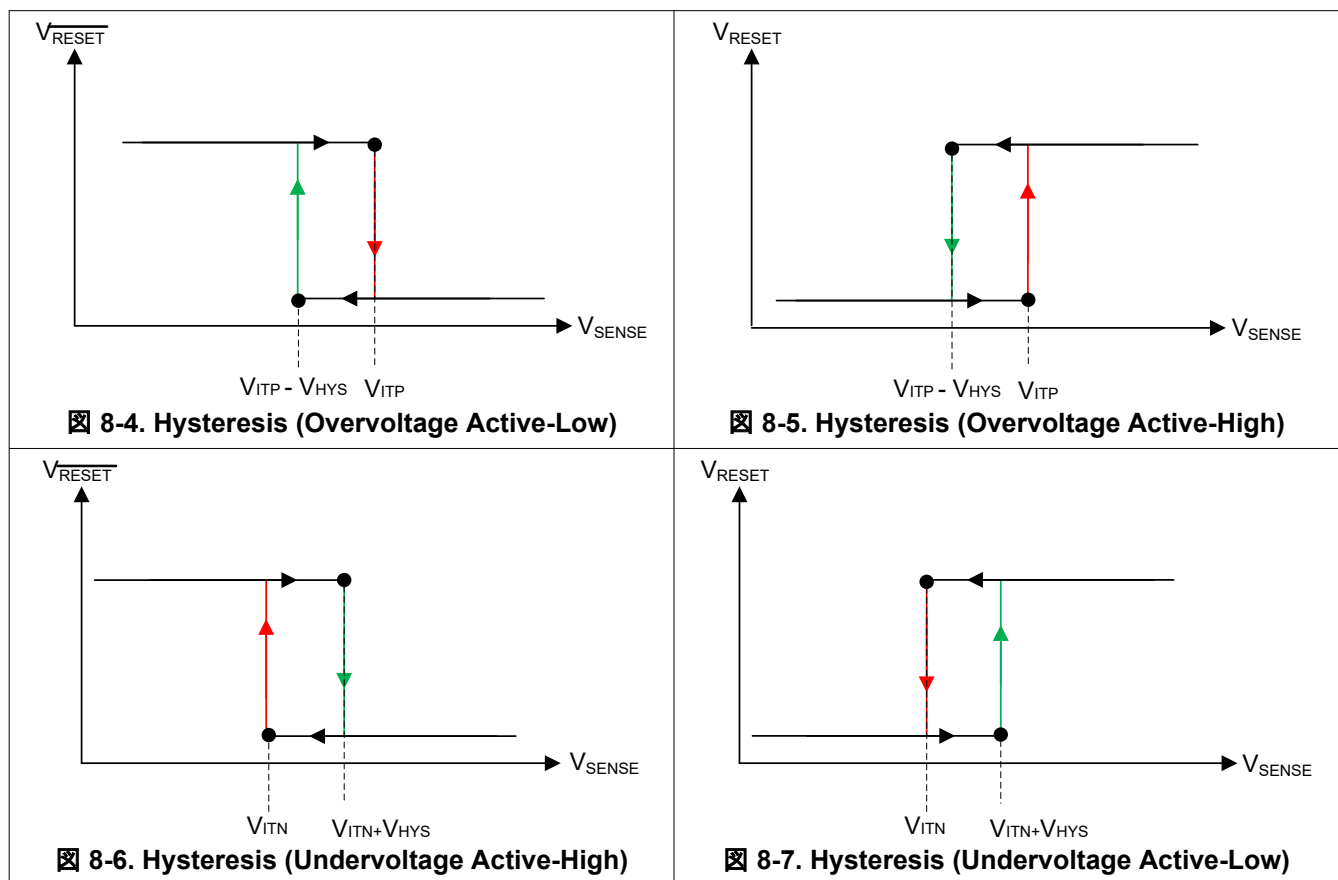 V̅R̅E̅S̅E̅T̅
VRESET
VSENSE
VSENSE
VITP - VHYS
VITP
VITP - VHYS
VITP
図 8-4. Hysteresis (Overvoltage Active-Low)
図 8-5. Hysteresis (Overvoltage Active-High)
V̅R̅E̅S̅E̅T̅
VRESET
VSENSE
VSENSE
VITN
VITN+VHYS
VITN
VITN+VHYS
図 8-6. Hysteresis (Undervoltage Active-High)
図 8-7. Hysteresis (Undervoltage Active-Low)